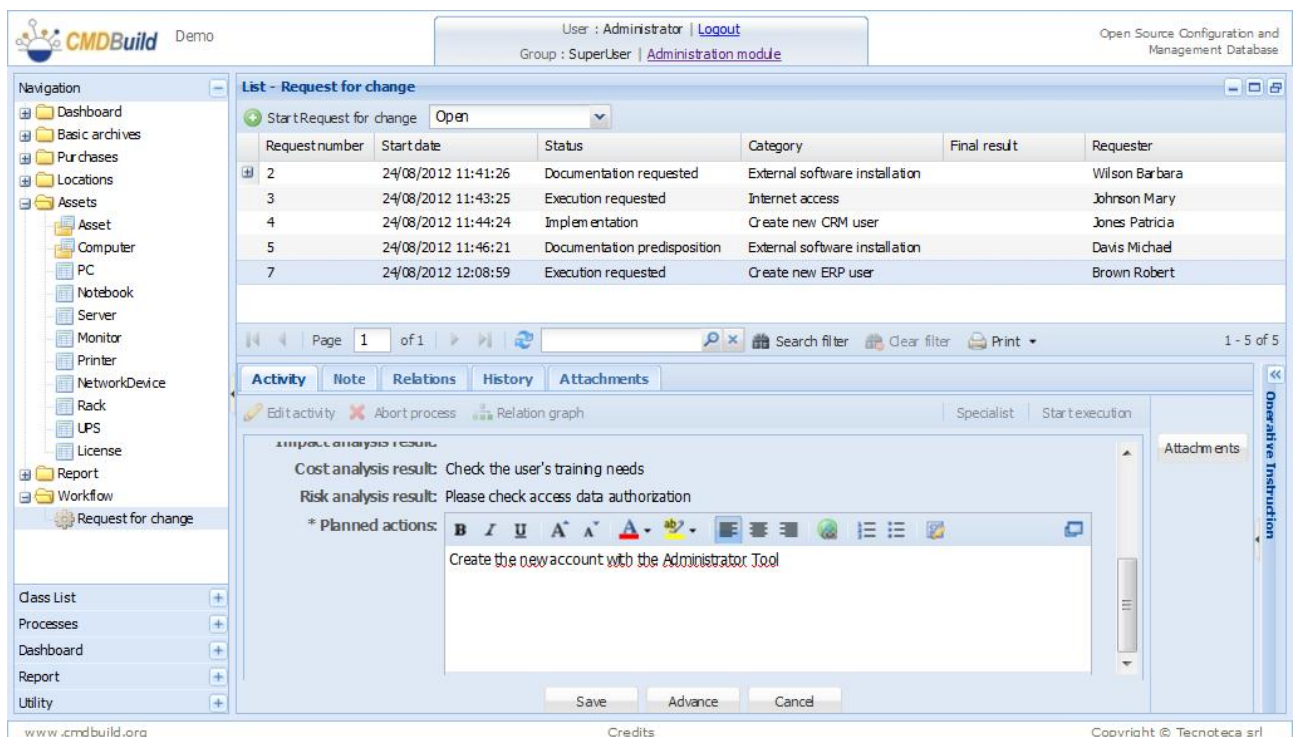 CMDBuild Demo
User : Administrator | Logout
Group : SuperUser | Administration module
Open Source Configuration and
Management Database
Navigation
Dashboard
Basic archives
Purchases
Locations
Assets
Asset
Computer
PC
Notebook
Server
Monitor
Printer
NetworkDevice
Rack
UPS
License
Report
Workflow
Request for change
Class List
Processes
Dashboard
Report
Utility
List - Request for change
Start Request for change Open
Request number Start date Status Category Final result Requester
2 24/08/2012 11:41:26 Documentation requested External software installation Wilson Barbara
3 24/08/2012 11:43:25 Execution requested Internet access Johnson Mary
4 24/08/2012 11:44:24 Implementation Create new CRM user Jones Patricia
5 24/08/2012 11:46:21 Documentation predisposition External software installation Davis Michael
7 24/08/2012 12:08:59 Execution requested Create new ERP user Brown Robert
Page 1 of 1 Search filter Clear filter Print 1 - 5 of 5
Activity Note Relations History Attachments
Edit activity Abort process Relation graph Specialist Start execution
Impact analysis result:
Cost analysis result: Check the user's training needs
Risk analysis result: Please check access data authorization
* Planned actions: B I U A A A ab
Create the new account with the Administrator Tool
Save Advance Cancel
Attachments
Operative Instruction
www.cmdbuild.org Credits Copyright © Tecnoteca srl